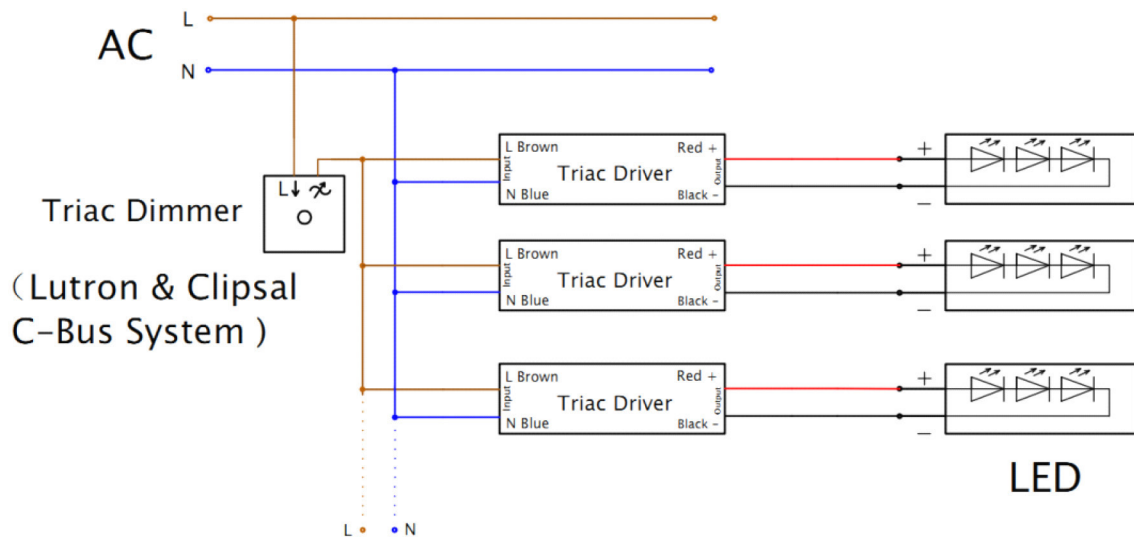 L
AC
N
L Brown
Red +
Input
Triac Driver
Output
N Blue
Black -
+
−
L
Triac Dimmer
（Lutron & Clipsal
C-Bus System )
L Brown
Red +
Input
Triac Driver
Output
N Blue
Black -
+
−
L Brown
Red +
Input
Triac Driver
Output
N Blue
Black -
+
−
LED
L
N